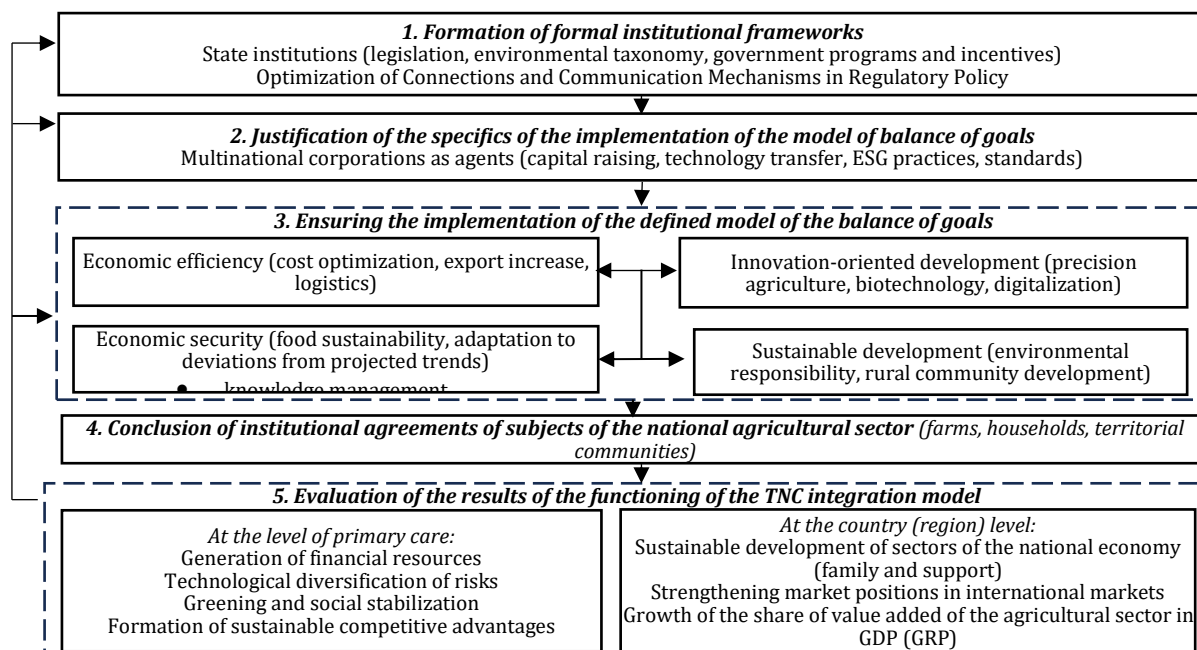 1. Formation of formal institutional frameworks
State institutions (legislation, environmental taxonomy, government programs and incentives)
Optimization of Connections and Communication Mechanisms in Regulatory Policy
2. Justification of the specifics of the implementation of the model of balance of goals
Multinational corporations as agents (capital raising, technology transfer, ESG practices, standards)
3. Ensuring the implementation of the defined model of the balance of goals
Economic efficiency (cost optimization, export increase,
logistics)
Innovation-oriented development (precision
agriculture, biotechnology, digitalization)
Economic security (food sustainability, adaptation to
deviations from projected trends)
• knowledge management
Sustainable development (environmental
responsibility, rural community development)
4. Conclusion of institutional agreements of subjects of the national agricultural sector (farms, households, territorial
communities)
5. Evaluation of the results of the functioning of the TNC integration model
At the level of primary care:
Generation of financial resources
Technological diversification of risks
Greening and social stabilization
Formation of sustainable competitive advantages
At the country (region) level:
Sustainable development of sectors of the national economy
(family and support)
Strengthening market positions in international markets
Growth of the share of value added of the agricultural sector in
GDP (GRP)